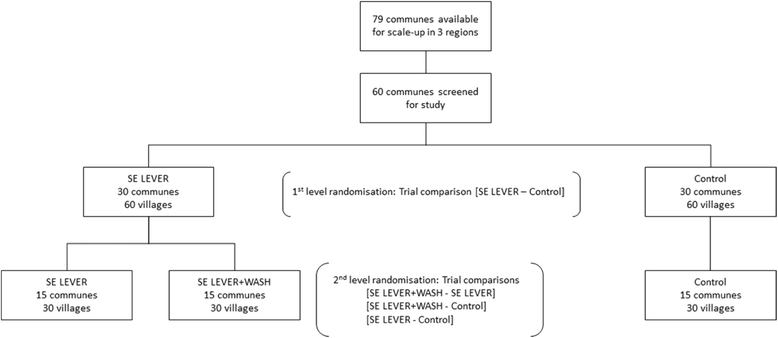 79 communes available
for scale-up in 3 regions
60 communes screened
for study
SE LEVER
30 communes
60 villages
1st level randomisation: Trial comparison [SE LEVER – Control]
Control
30 communes
60 villages
SE LEVER
15 communes
30 villages
SE LEVER+WASH
15 communes
30 villages
2nd level randomisation: Trial comparisons
[SE LEVER+WASH - SE LEVER]
[SE LEVER+WASH - Control]
[SE LEVER - Control]
Control
15 communes
30 villages